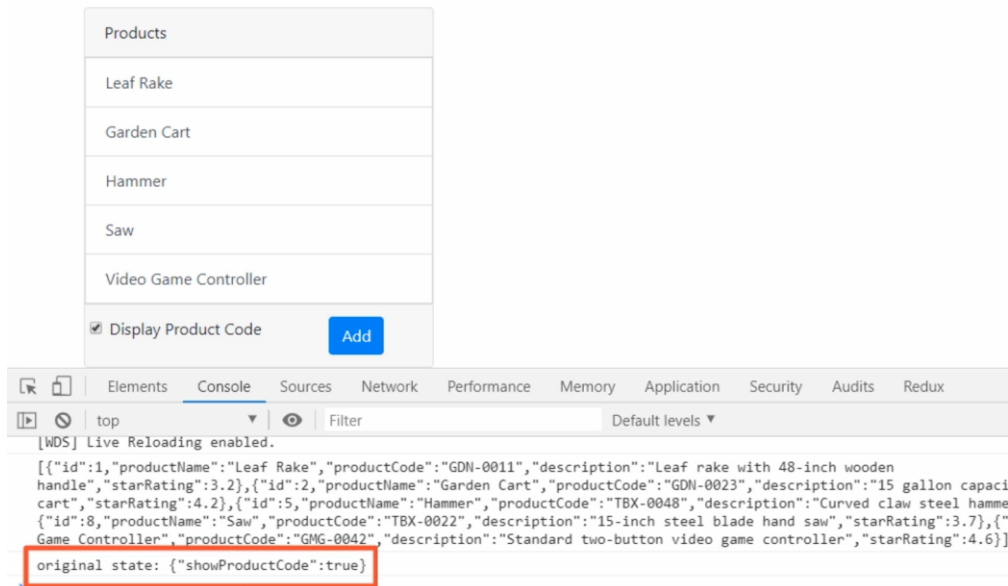 Products
Leaf Rake
Garden Cart
Hammer
Saw
Video Game Controller
Display Product Code
Add
Elements Console Sources Network Performance Memory Application Security Audits Redux
top Filter Default levels
[WDS] Live Reloading enabled.
[{"id":1,"productName":"Leaf Rake","productCode":"GDN-0011","description":"Leaf rake with 48-inch wooden
handle","starRating":3.2},{"id":2,"productName":"Garden Cart","productCode":"GDN-0023","description":"15 gallon capaci
cart","starRating":4.2},{"id":5,"productName":"Hammer","productCode":"TBX-0048","description":"Curved claw steel hamme
{"id":8,"productName":"Saw","productCode":"TBX-0022","description":"15-inch steel blade hand saw","starRating":3.7},{"
Game Controller","productCode":"GMG-0042","description":"Standard two-button video game controller","starRating":4.6}]
original state: {"showProductCode":true}